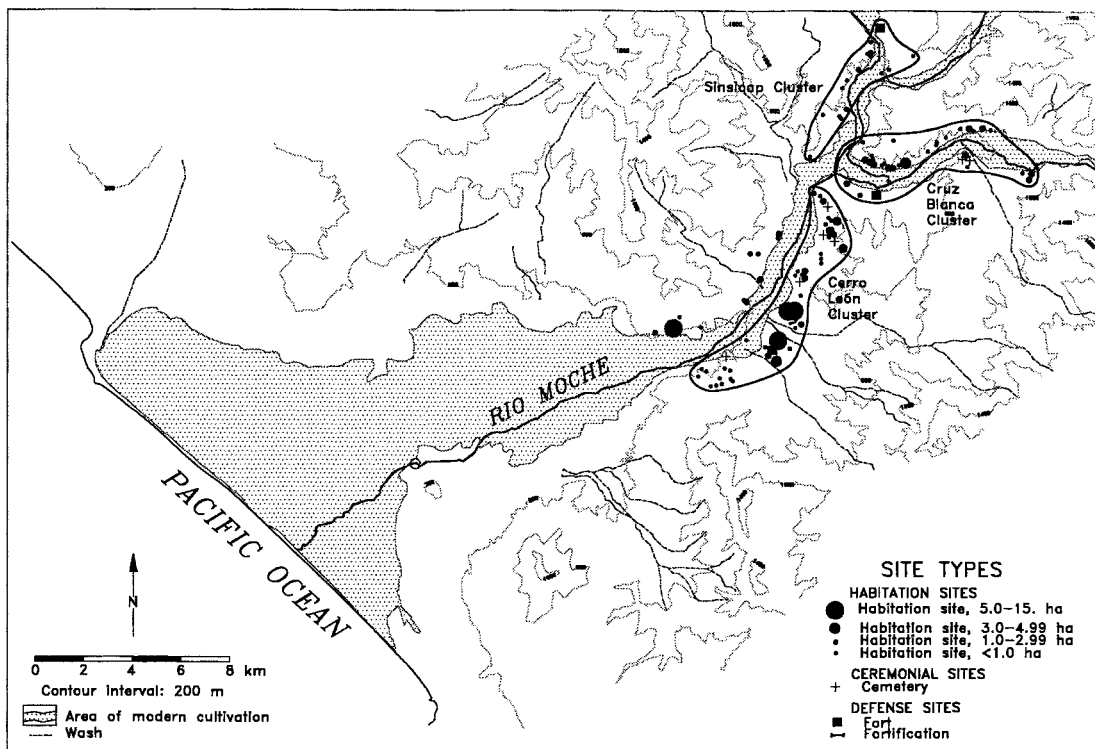 Sinsicap Cluster
Cruz
Blanca
Cluster
Cerro
León
Cluster
RIO MOCHE
PACIFIC OCEAN
N
0 2 4 6 8 km
Contour interval: 200 m
Area of modern cultivation
Wash
SITE TYPES
HABITATION SITES
Habitation site, 5.0–15. ha
Habitation site, 3.0–4.99 ha
Habitation site, 1.0–2.99 ha
Habitation site, <1.0 ha
CEREMONIAL SITES
Cemetery
DEFENSE SITES
Fort
Fortification